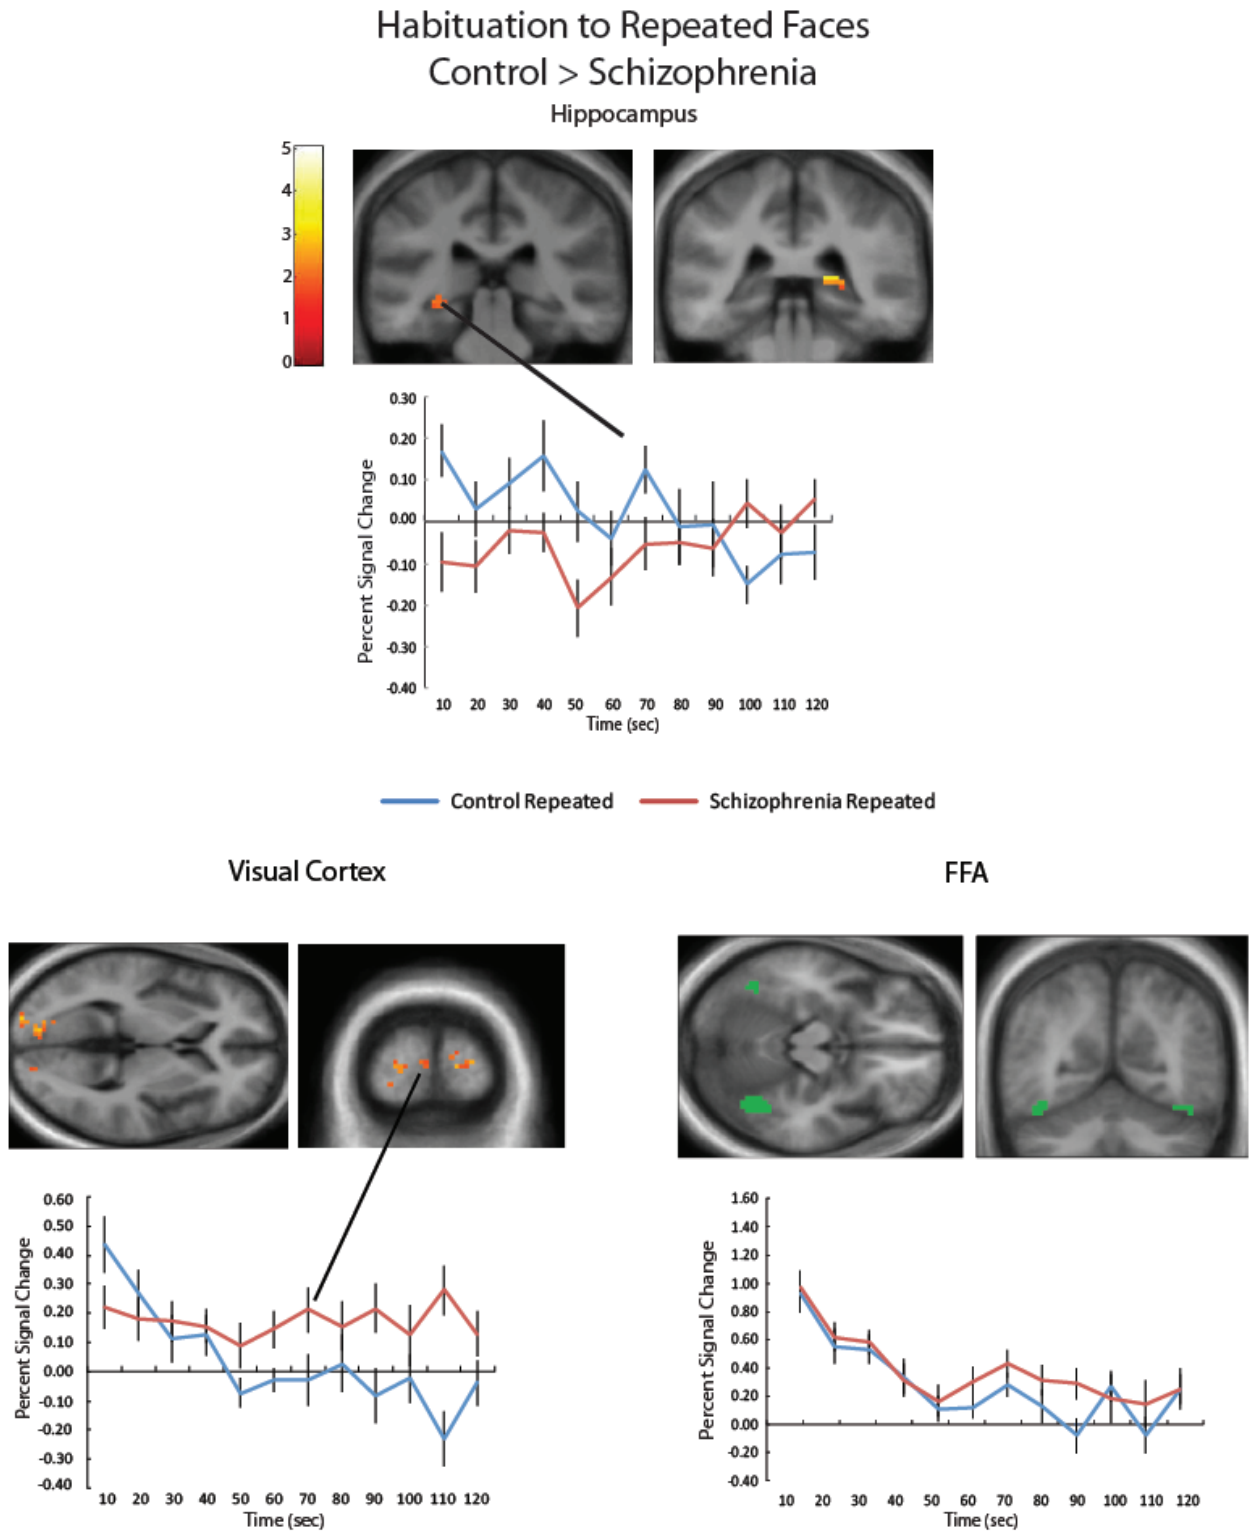 Habituation to Repeated Faces
Control > Schizophrenia
Hippocampus
5
4
3
2
1
0
0.30
0.20
0.10
0.00
-0.10
-0.20
-0.30
-0.40
Percent Signal Change
10 20 30 40 50 60 70 80 90 100 110 120
Time (sec)
Control Repeated
Schizophrenia Repeated
Visual Cortex
0.60
0.50
0.40
0.30
0.20
0.10
0.00
-0.10
-0.20
-0.30
-0.40
Percent Signal Change
10 20 30 40 50 60 70 80 90 100 110 120
Time (sec)
FFA
1.60
1.40
1.20
1.00
0.80
0.60
0.40
0.20
0.00
-0.20
-0.40
Percent Signal Change
10 20 30 40 50 60 70 80 90 100 110 120
Time (sec)